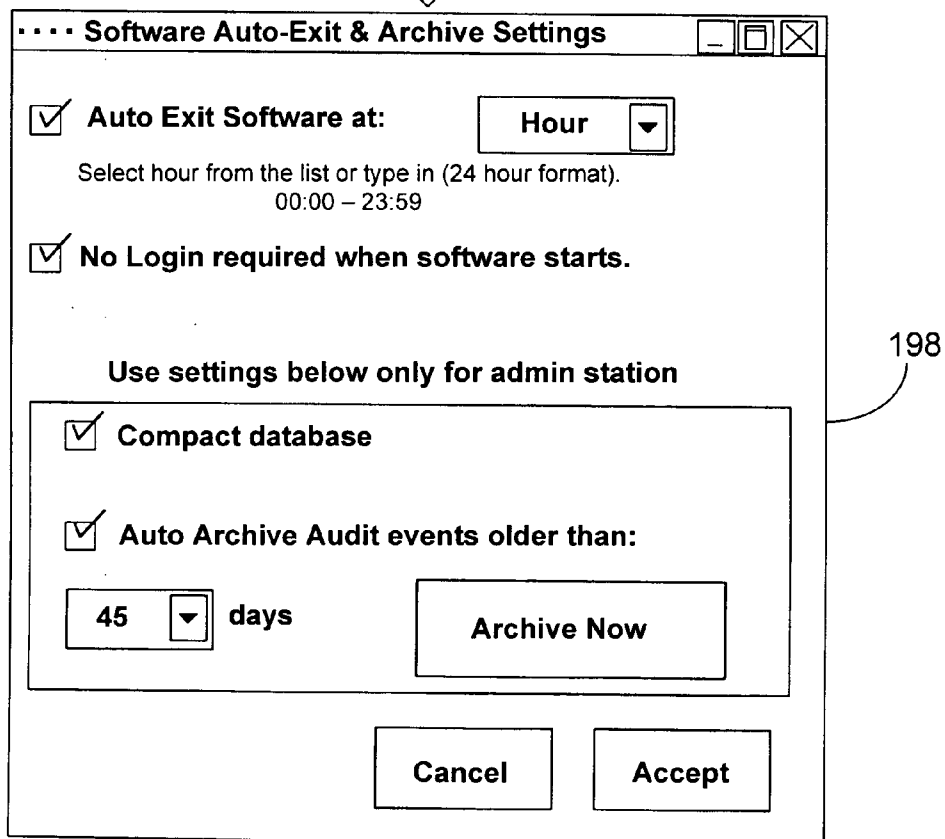 Software Auto-Exit & Archive Settings
Auto Exit Software at:
Hour
Select hour from the list or type in (24 hour format).
00:00 – 23:59
No Login required when software starts.
198
Use settings below only for admin station
Compact database
Auto Archive Audit events older than:
45 days
Archive Now
Cancel
Accept